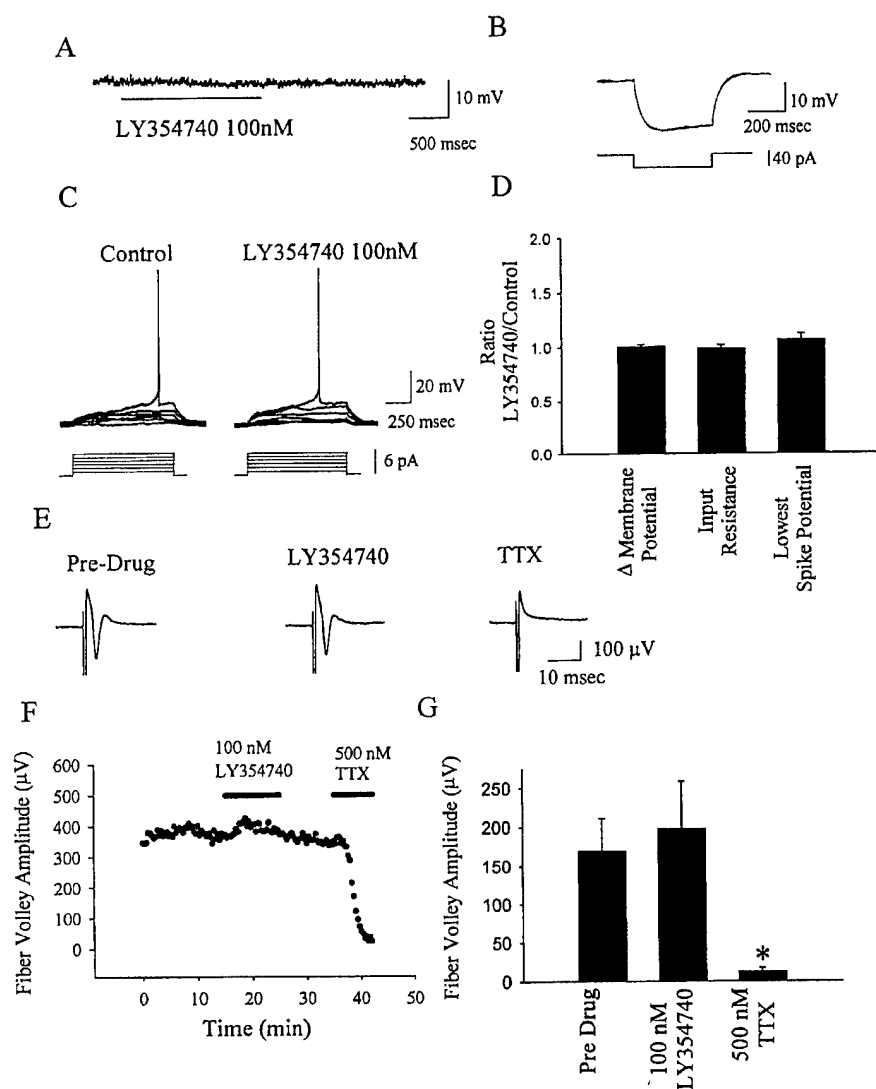 A
10 mV
500 msec
LY354740 100nM
B
10 mV
200 msec
40 pA
C
Control
LY354740 100nM
20 mV
250 msec
6 pA
D
Ratio
LY354740/Control
2.0
1.5
1.0
0.5
0.0
Δ Membrane
Potential
Input
Resistance
Lowest
Spike Potential
E
Pre-Drug
LY354740
TTX
100 μV
10 msec
F
Fiber Volley Amplitude (μV)
600
500
400
300
200
100
0
100 nM
LY354740
500 nM
TTX
0
10
20
30
40
50
Time (min)
G
Fiber Volley Amplitude (μV)
250
200
150
100
50
0
*
Pre Drug
100 nM
LY354740
500 nM
TTX